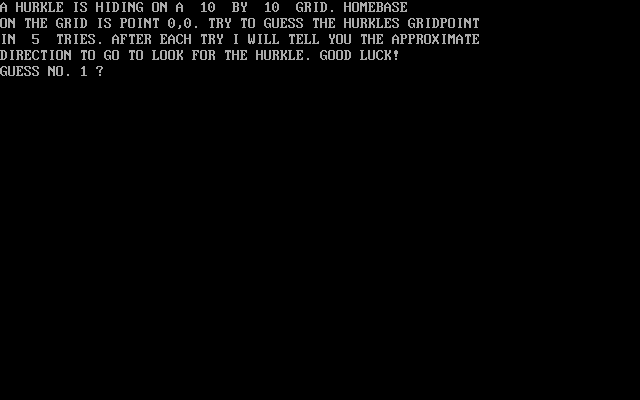 A HURKLE IS HIDING ON A  10  BY  10  GRID. HOMEBASE
ON THE GRID IS POINT 0,0. TRY TO GUESS THE HURKLES GRIDPOINT
IN  5  TRIES. AFTER EACH TRY I WILL TELL YOU THE APPROXIMATE
DIRECTION TO GO TO LOOK FOR THE HURKLE. GOOD LUCK!
GUESS NO. 1 ?